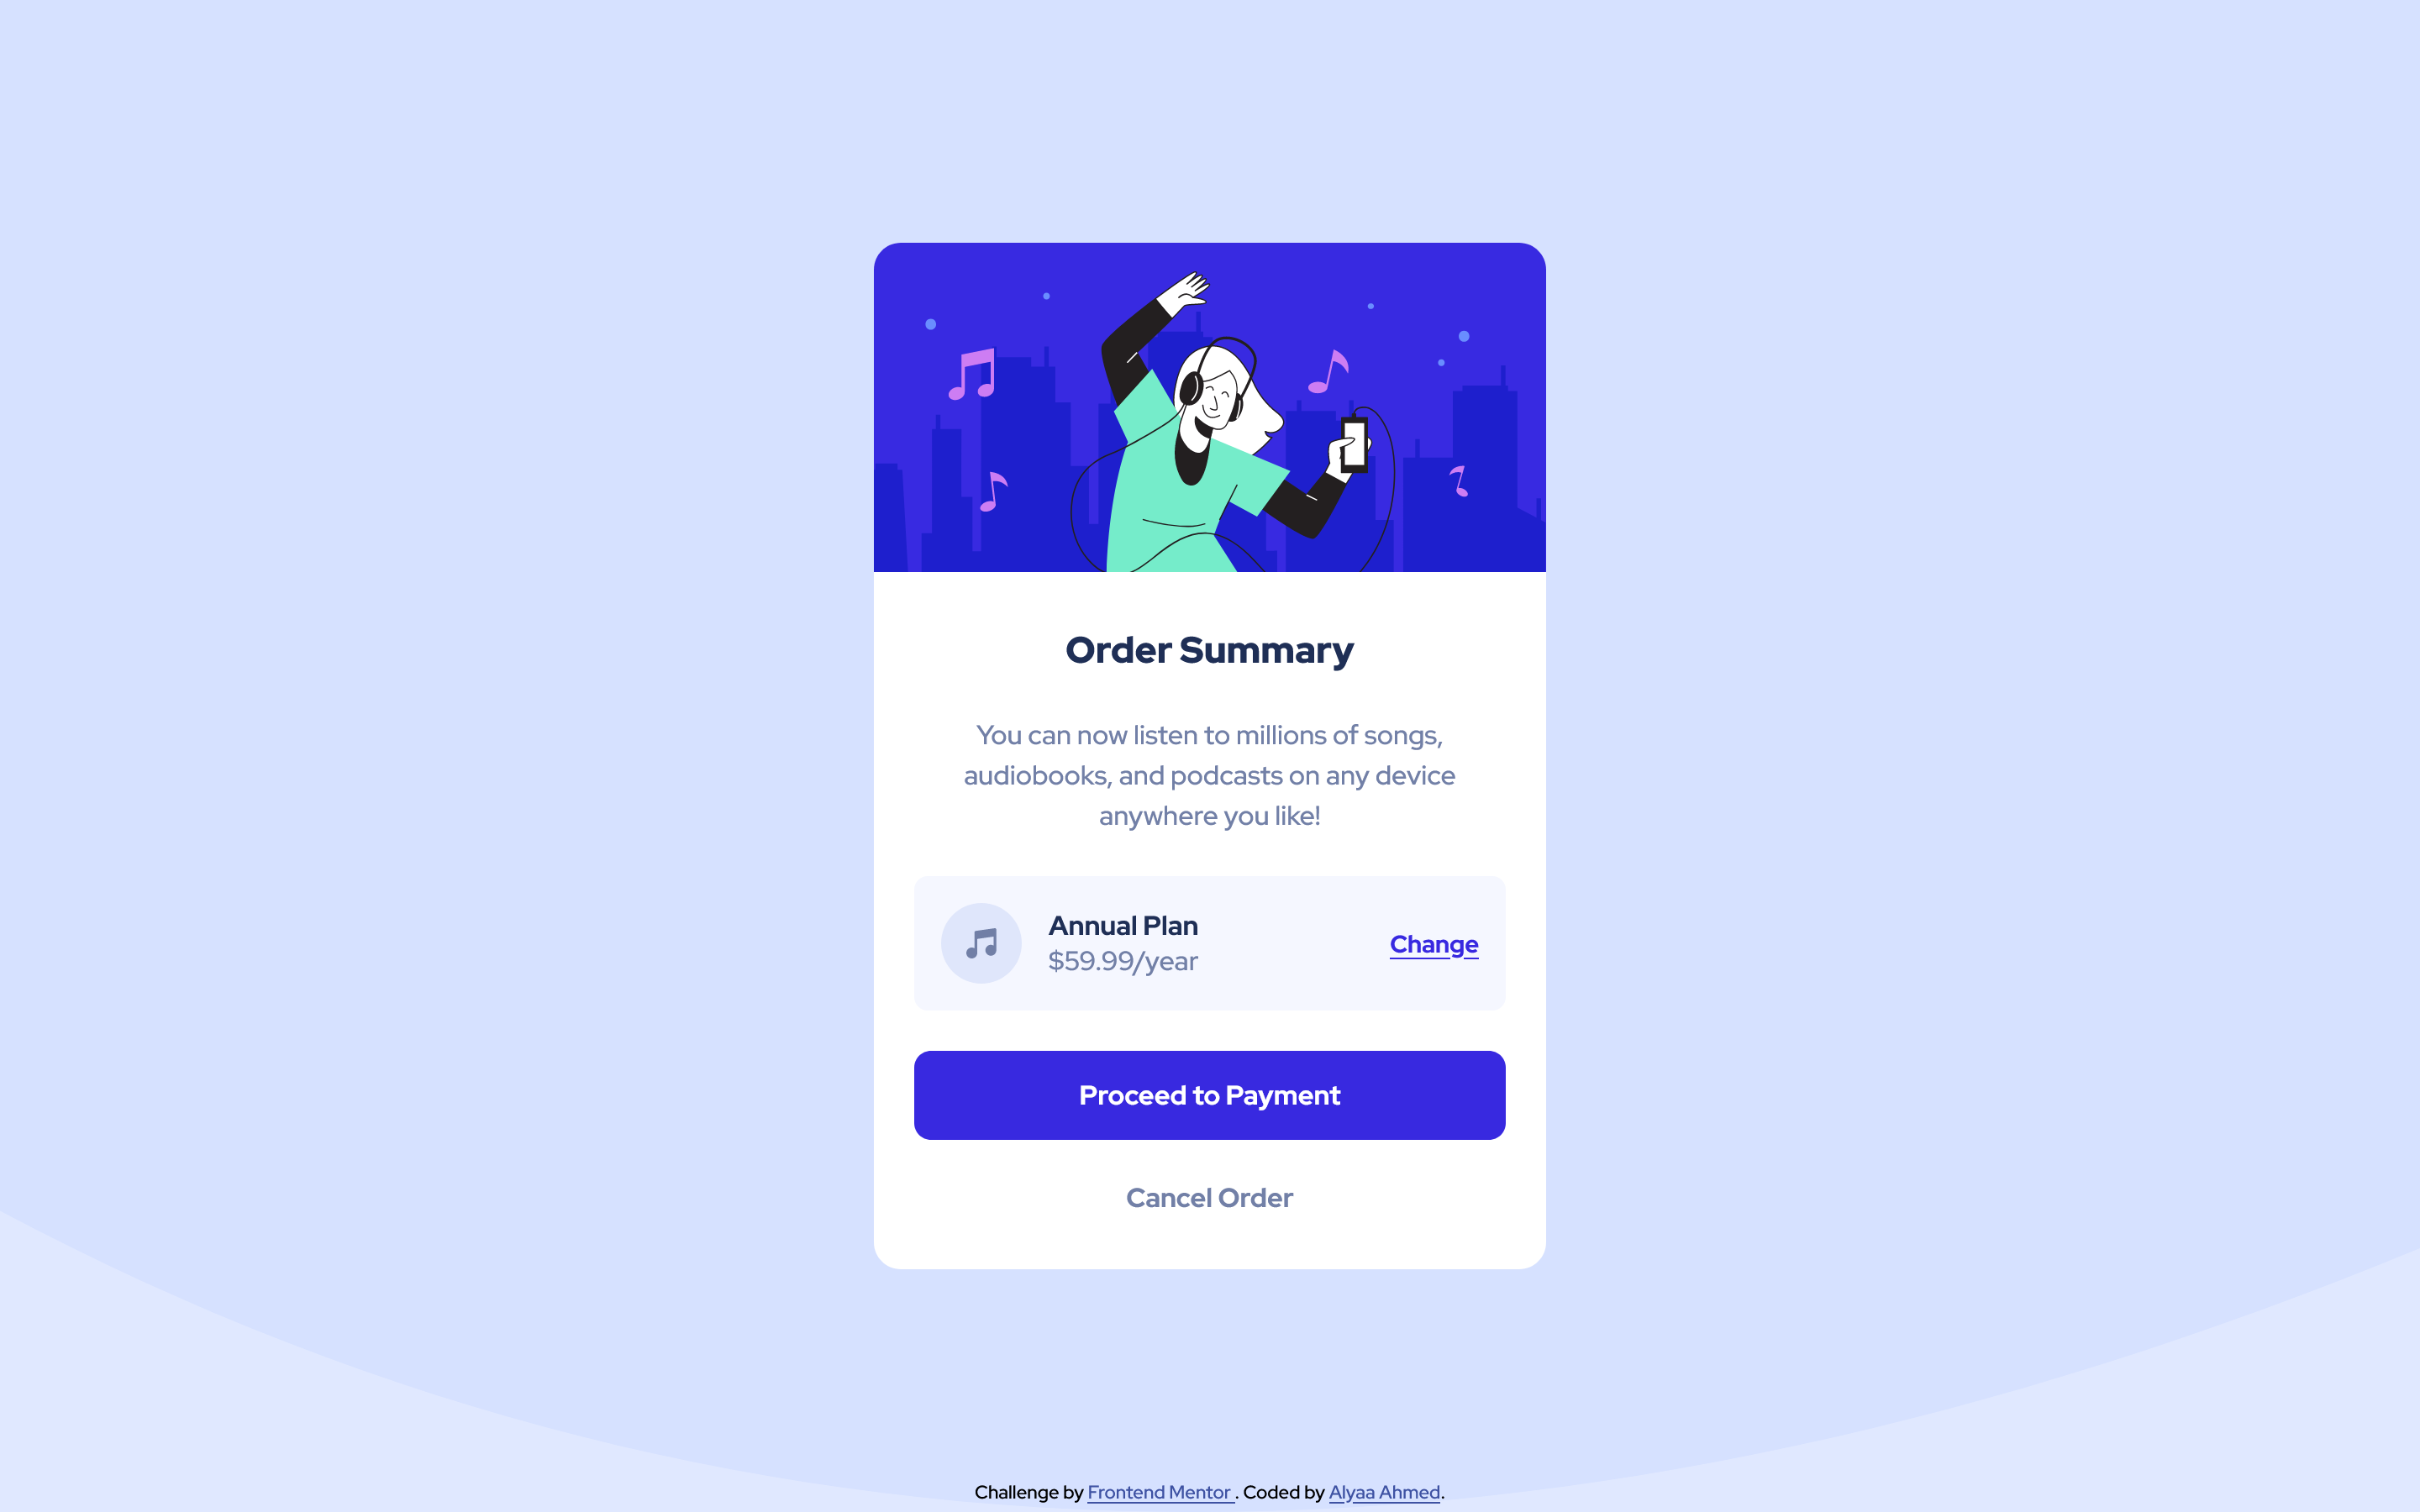 Order Summary
You can now listen to millions of songs,
audiobooks, and podcasts on any device
anywhere you like!
Annual Plan
$59.99/year
Change
Proceed to Payment
Cancel Order
Challenge by Frontend Mentor . Coded by Alyaa Ahmed.